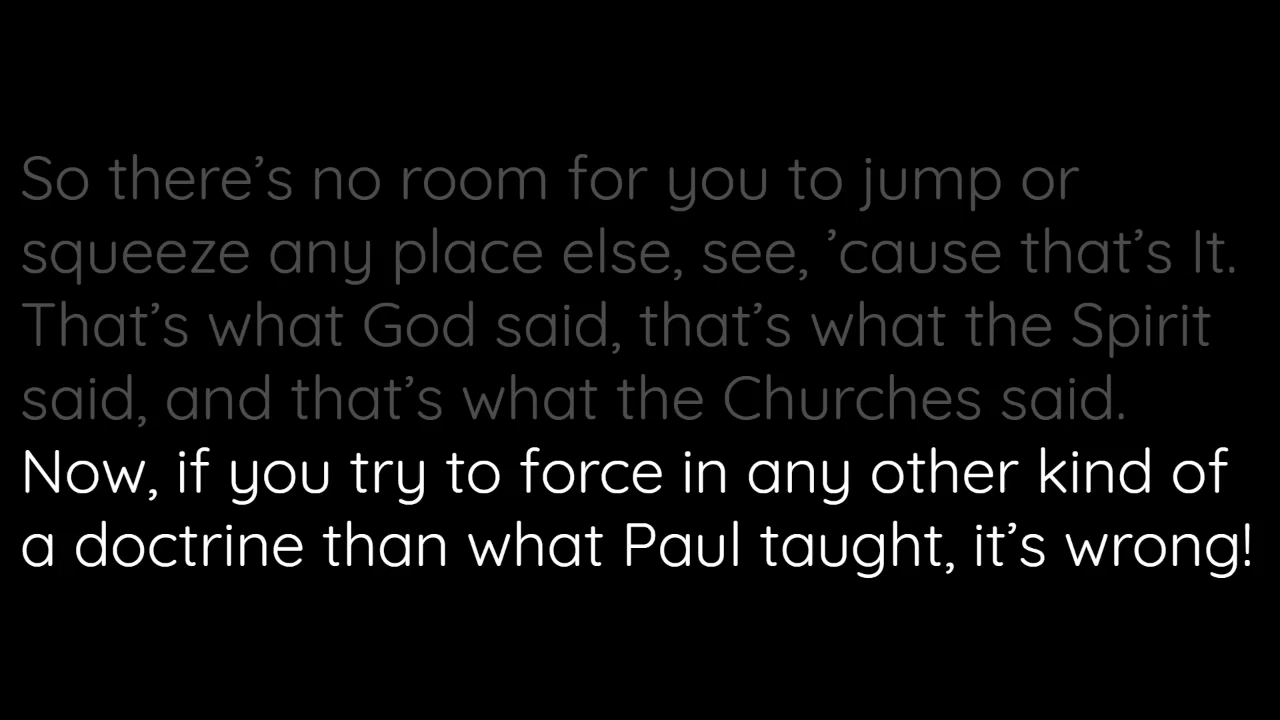 So there’s no room for you to jump or
squeeze any place else, see, ’cause that’s It.
That’s what God said, that’s what the Spirit
said, and that’s what the Churches said.
Now, if you try to force in any other kind of
a doctrine than what Paul taught, it’s wrong!